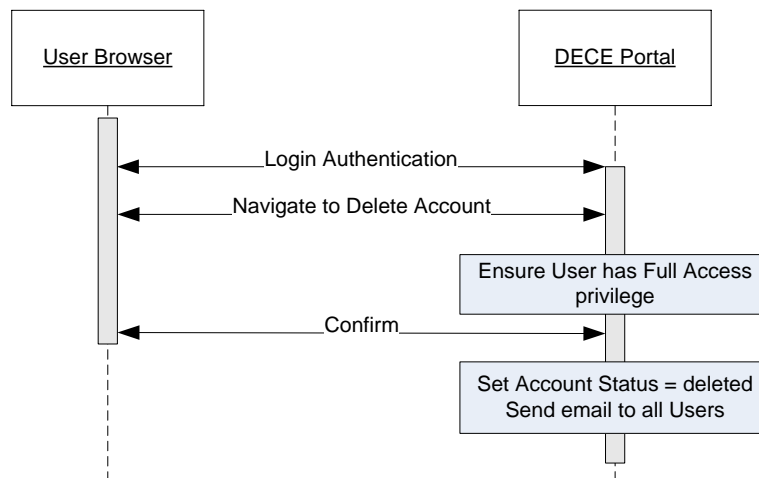 User Browser
DECE Portal
Login Authentication
Navigate to Delete Account
Ensure User has Full Access
privilege
Confirm
Set Account Status = deleted
Send email to all Users